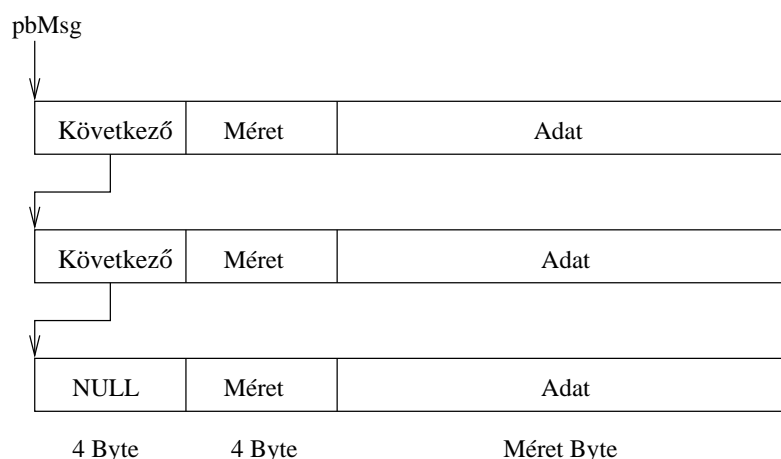 pbMsg
Következő Méret Adat
Következő Méret Adat
NULL Méret Adat
4 Byte 4 Byte Méret Byte